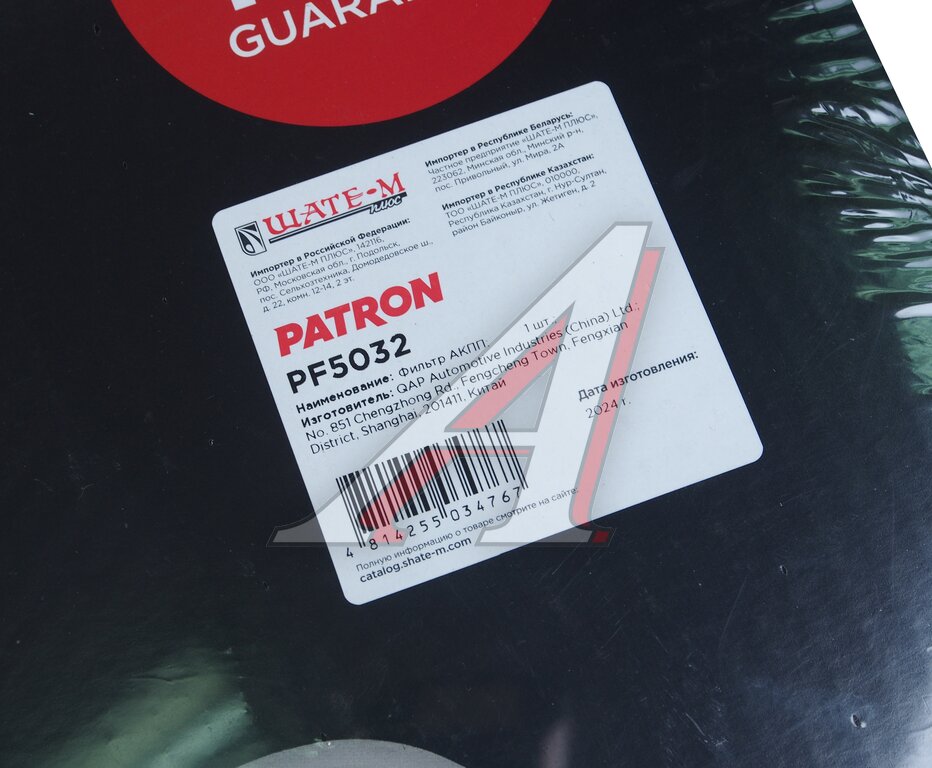 GUARAN
ШАТЕ-М
плюс
Импортер в Российской Федерации:
ООО «ШАТЕ-М ПЛЮС», 142116,
РФ, Московская обл., г. Подольск,
пос. Сельхозтехника, Домодедовское ш.,
д. 22, комн. 12-14, 2 эт.
Импортер в Республике Беларусь:
Частное предприятие «ШАТЕ-М ПЛЮС»,
223062, Минская обл., Минский р-н,
пос. Привольный, ул. Мира, 2А
Импортер в Республике Казахстан:
ТОО «ШАТЕ-М ПЛЮС», 010000,
Республика Казахстан, г. Нур-Султан,
район Байконыр, ул. Жетиген, д. 2
PATRON
PF5032
Наименование: Фильтр АКПП. 1 шт.;
Изготовитель: QAP Automotive Industries (China) Ltd.;
No. 851 Chengzhong Rd., Fengcheng Town, Fengxian
District, Shanghai, 201411, Китай
Дата изготовления:
2024 г.
4 814255 034767
Полную информацию о товаре смотрите на сайте:
catalog.shate-m.com